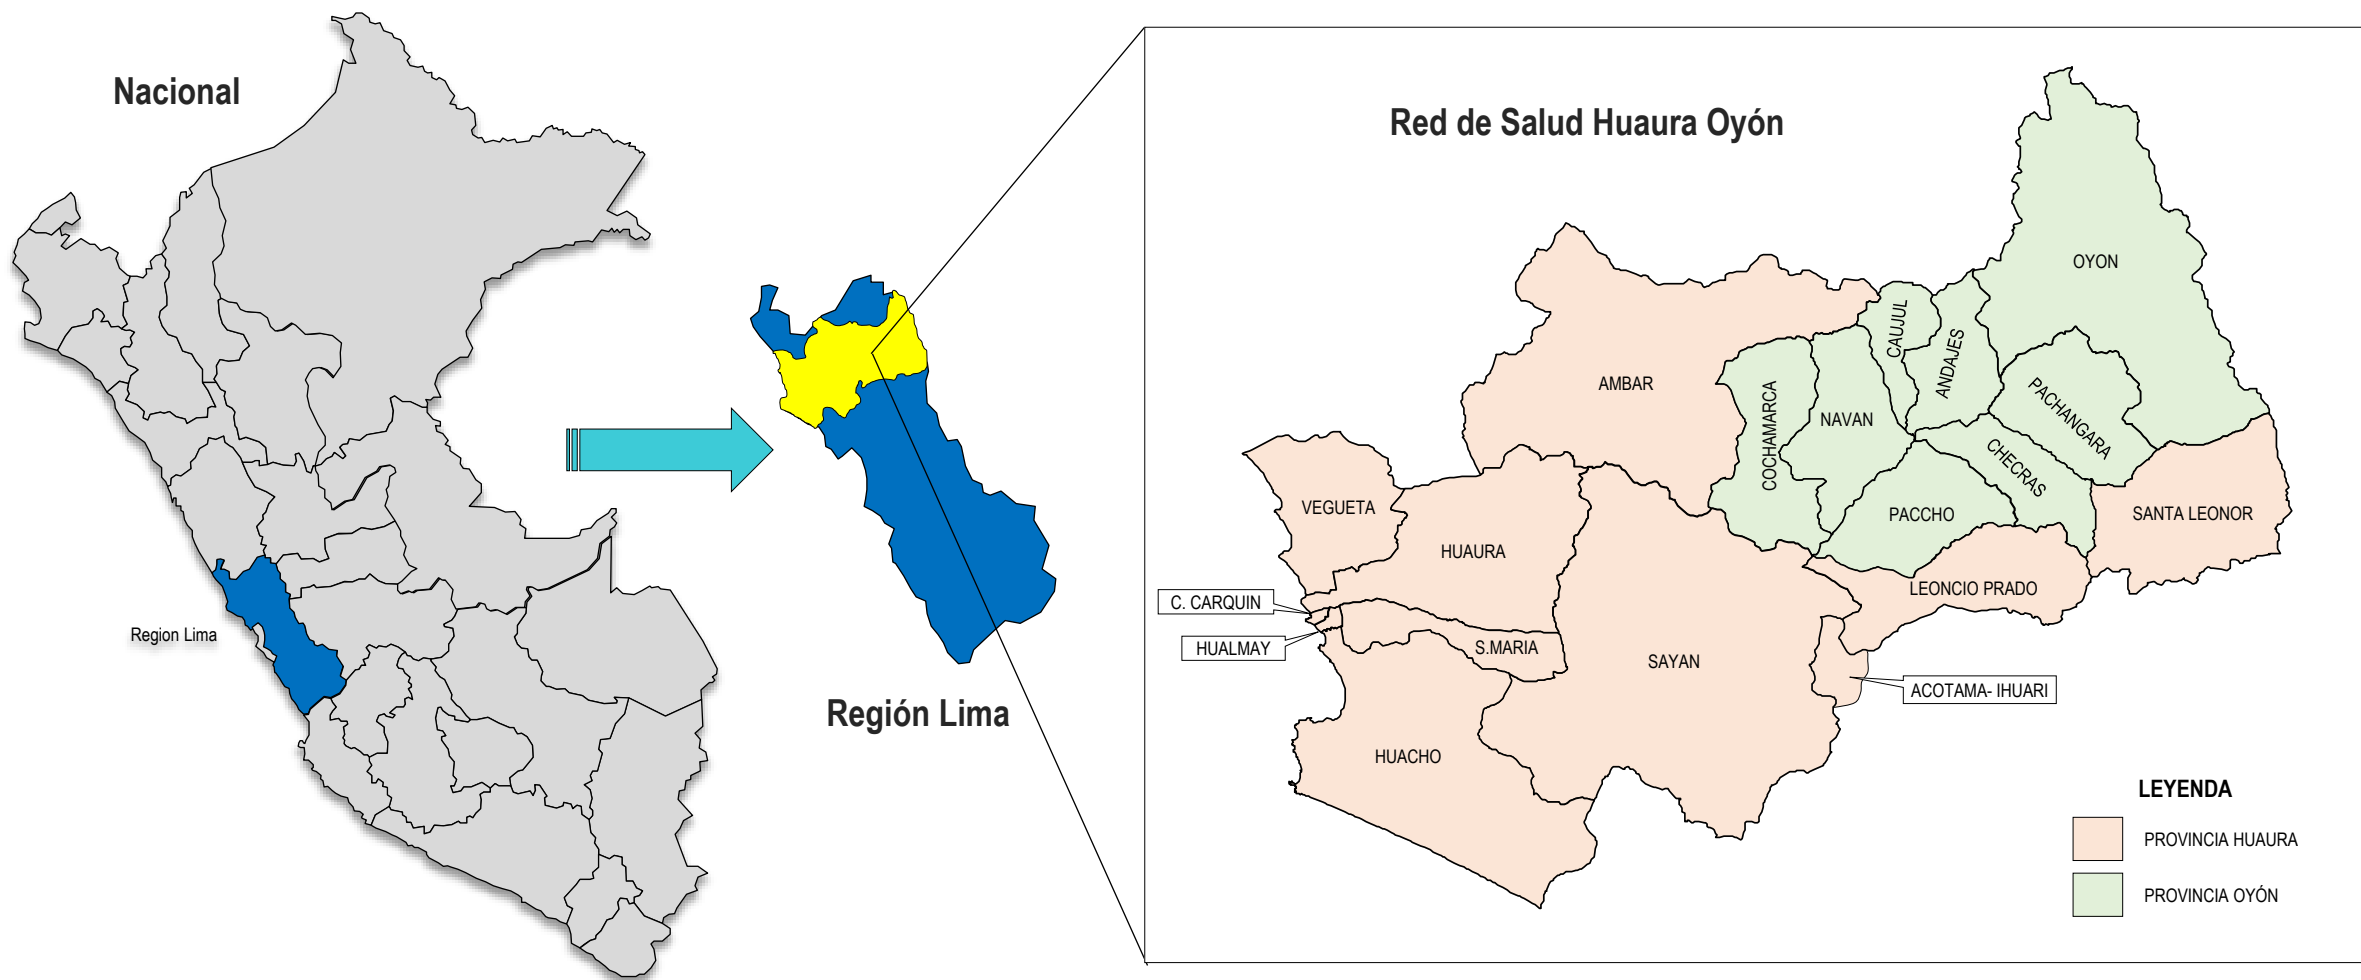 Nacional
Region Lima
Región Lima
Red de Salud Huaura Oyón
OYON
CAUJUL
ANDAJES
AMBAR
PACHANGARA
COCHAMARCA
NAVAN
CHECRAS
VEGUETA
PACCHO
SANTA LEONOR
HUAURA
LEONCIO PRADO
C. CARQUIN
HUALMAY
S.MARIA
SAYAN
ACOTAMA- IHUARI
HUACHO
LEYENDA
PROVINCIA HUAURA
PROVINCIA OYÓN